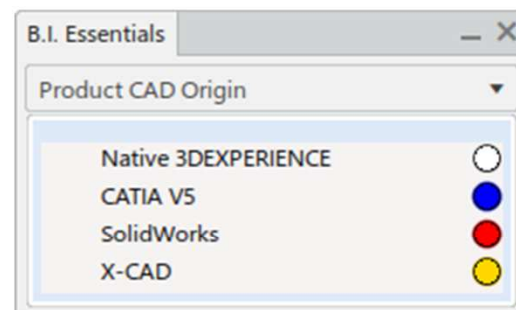 B.I. Essentials
Product CAD Origin
Native 3DEXPERIENCE
CATIA V5
SolidWorks
X-CAD